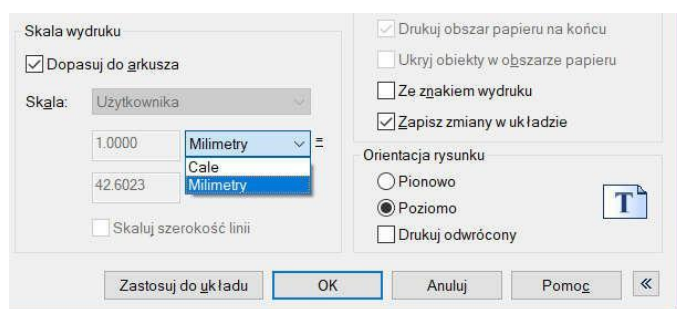 Skala wydruku
Dopasuj do arkusza
Skala: Użytkownika
1.0000 Milimetry =
Cale
42.6023 Milimetry
Skaluj szerokość linii
Drukuj obszar papieru na końcu
Ukryj obiekty w obszarze papieru
Ze znakiem wydruku
Zapisz zmiany w układzie
Orientacja rysunku
Pionowo
Poziomo
Drukuj odwrócony
T
Zastosuj do układu OK Anuluj Pomoc «